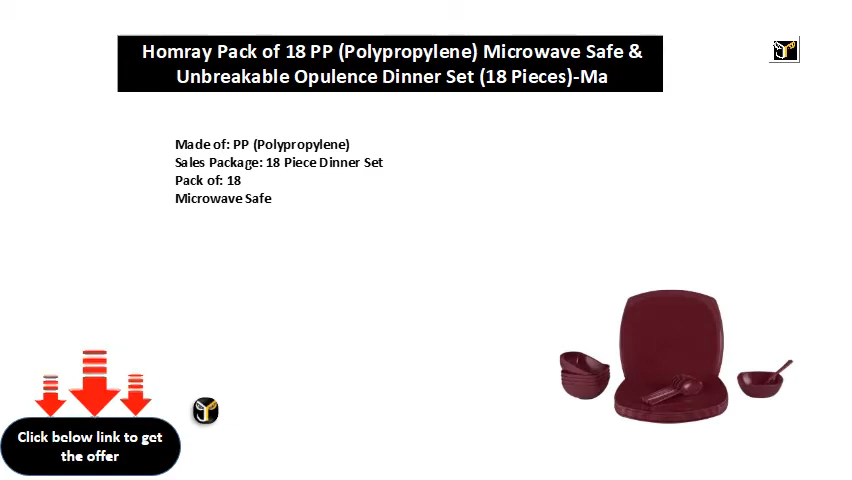 Homray Pack of 18 PP (Polypropylene) Microwave Safe &
Unbreakable Opulence Dinner Set (18 Pieces)-Ma
Made of: PP (Polypropylene)
Sales Package: 18 Piece Dinner Set
Pack of: 18
Microwave Safe
Click below link to get
the offer